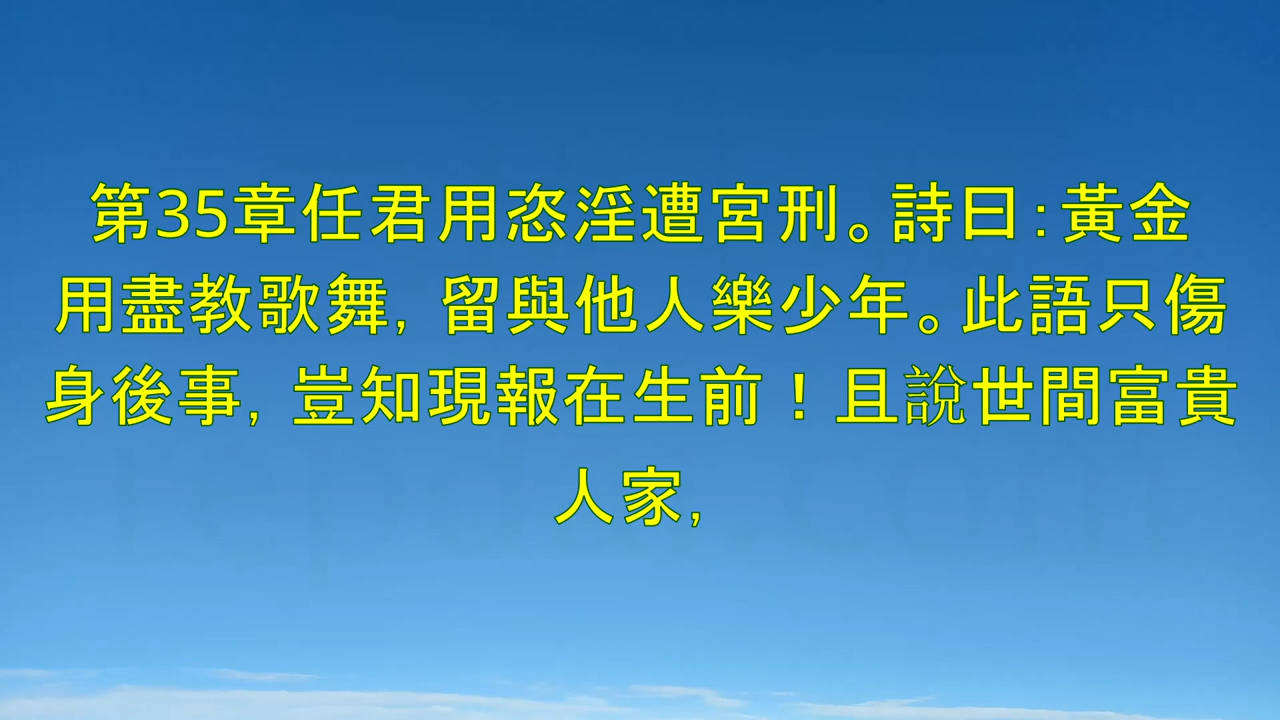 第35章任君用恣淫遭宮刑。詩曰：黃金
用盡教歌舞，留與他人樂少年。此語只傷
身後事，豈知現報在生前！且說世間富貴
人家，